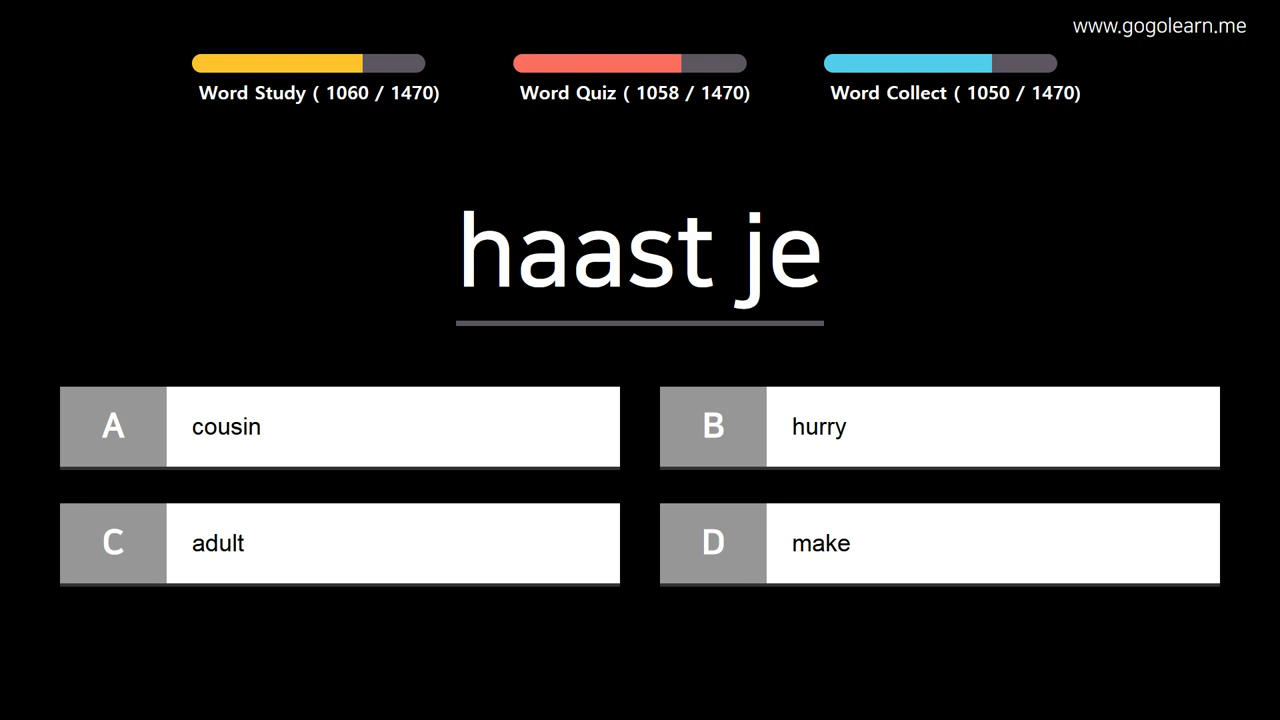 www.gogolearn.me
Word Study ( 1060 / 1470)
Word Quiz ( 1058 / 1470)
Word Collect ( 1050 / 1470)
haast je
A cousin
B hurry
C adult
D make